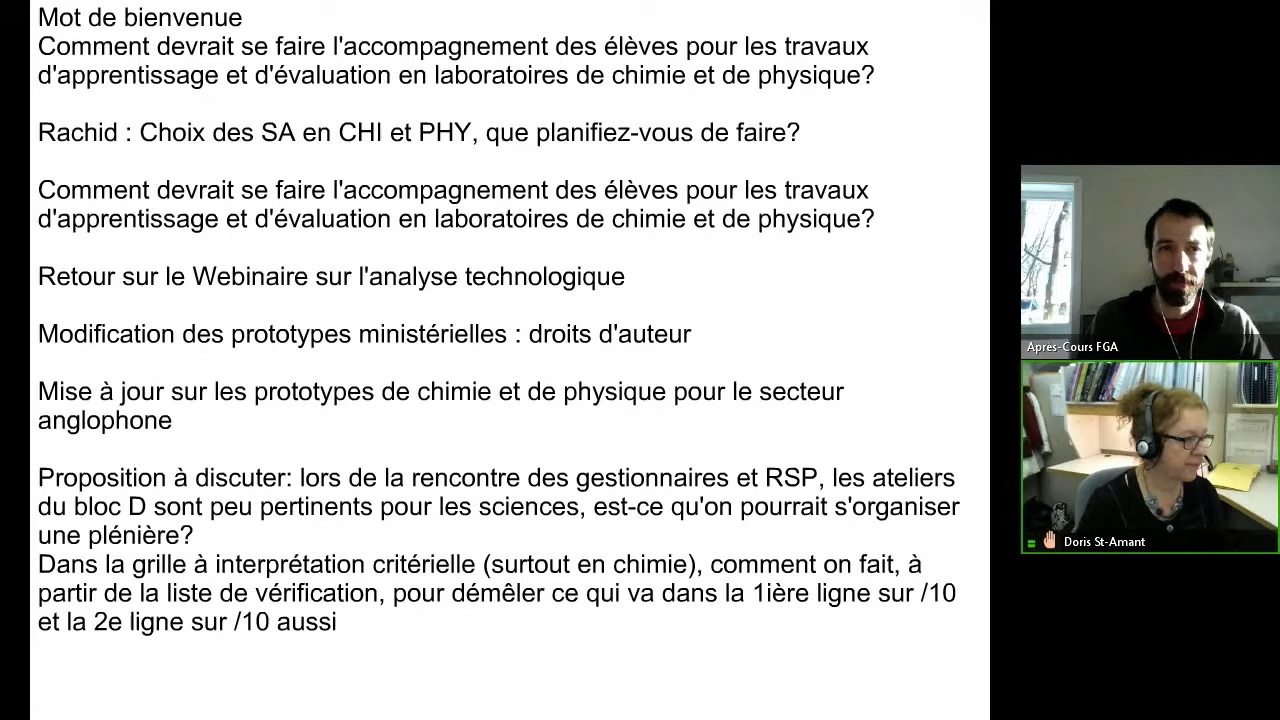 Mot de bienvenue
Comment devrait se faire l'accompagnement des élèves pour les travaux
d'apprentissage et d'évaluation en laboratoires de chimie et de physique?
Rachid : Choix des SA en CHI et PHY, que planifiez-vous de faire?
Comment devrait se faire l'accompagnement des élèves pour les travaux
d'apprentissage et d'évaluation en laboratoires de chimie et de physique?
Retour sur le Webinaire sur l'analyse technologique
Modification des prototypes ministérielles : droits d'auteur
Mise à jour sur les prototypes de chimie et de physique pour le secteur
anglophone
Proposition à discuter: lors de la rencontre des gestionnaires et RSP, les ateliers
du bloc D sont peu pertinents pour les sciences, est-ce qu'on pourrait s'organiser
une plénière?
Dans la grille à interprétation critérielle (surtout en chimie), comment on fait, à
partir de la liste de vérification, pour démêler ce qui va dans la 1ière ligne sur /10
et la 2e ligne sur /10 aussi
Après-Cours FGA
Doris St-Amant